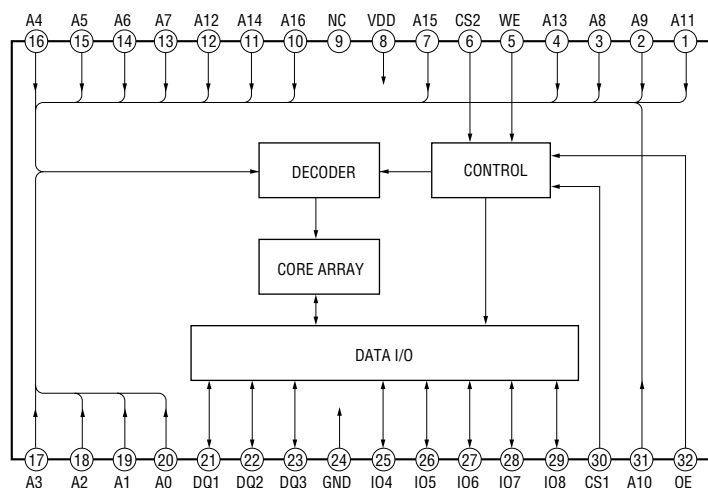 A4 A5 A6 A7 A12 A14 A16 NC VDD A15 CS2 WE A13 A8 A9 A11
16 15 14 13 12 11 10 9 8 7 6 5 4 3 2 1
DECODER CONTROL
CORE ARRAY
DATA I/O
17 18 19 20 21 22 23 24 25 26 27 28 29 30 31 32
A3 A2 A1 A0 DQ1 DQ2 DQ3 GND IO4 IO5 IO6 IO7 IO8 CS1 A10 OE